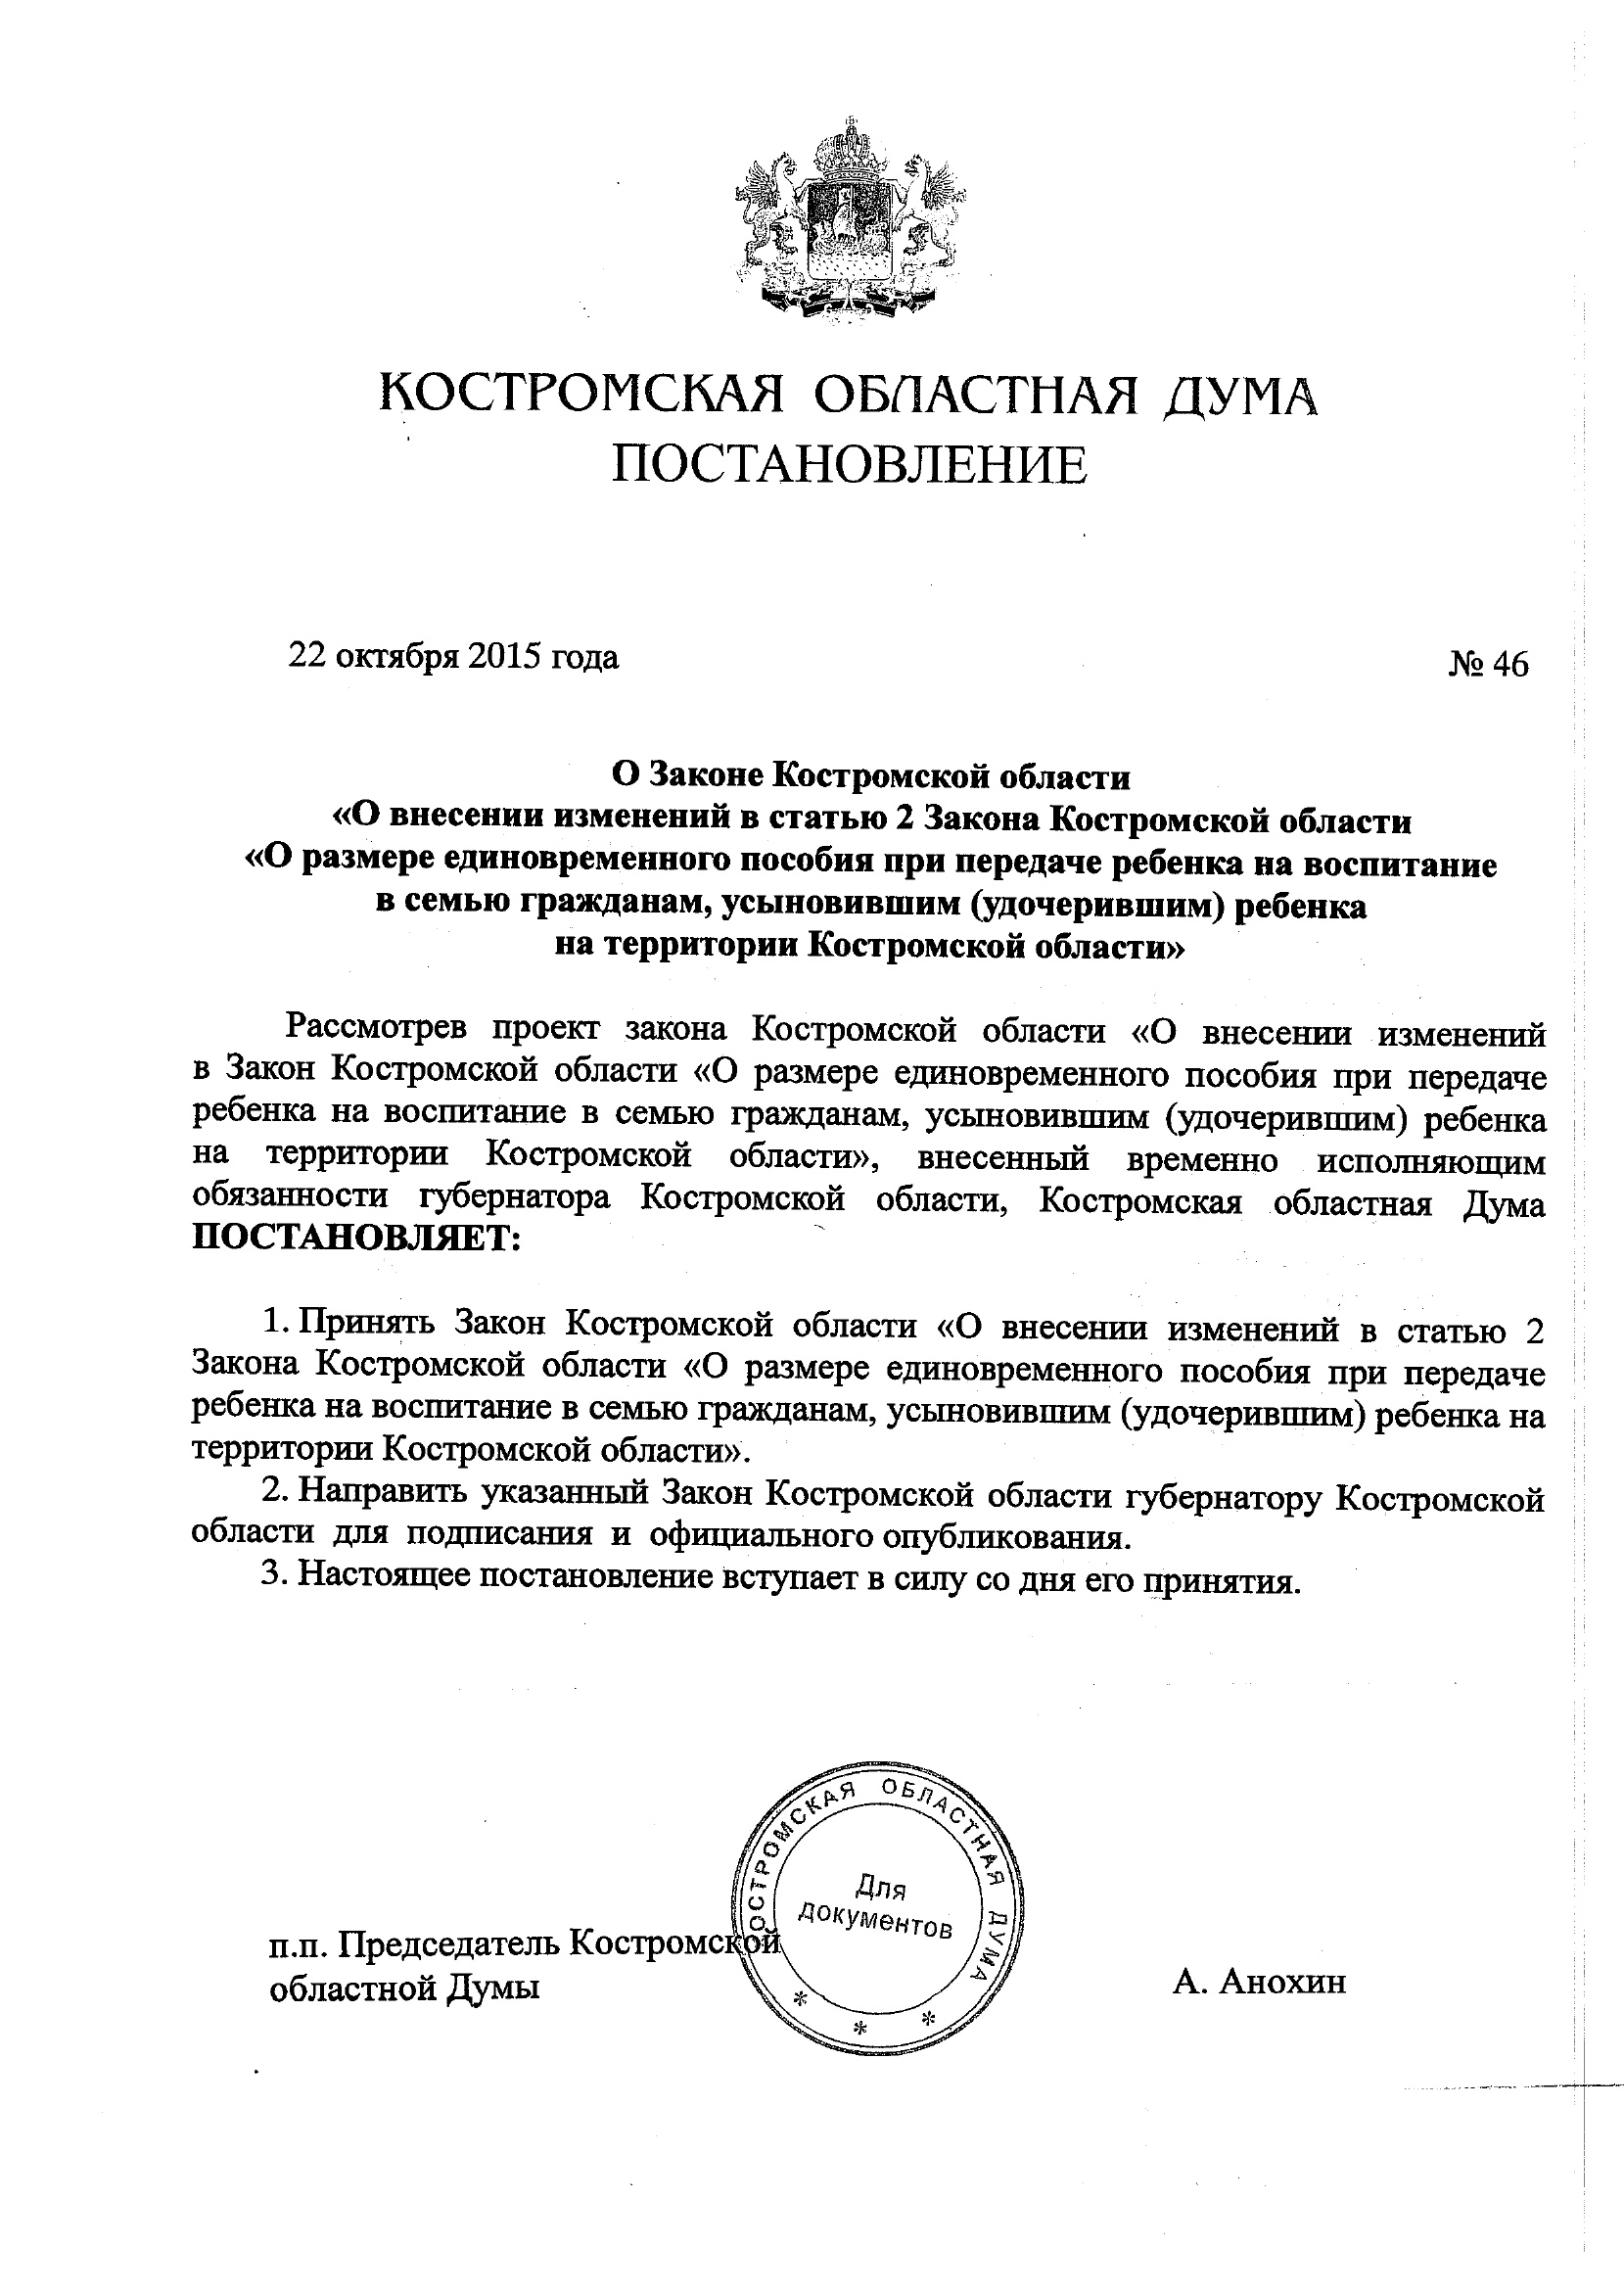 КОСТРОМСКАЯ ОБЛАСТНАЯ ДУМА
ПОСТАНОВЛЕНИЕ
22 октября 2015 года
№ 46
О Законе Костромской области
«О внесении изменений в статью 2 Закона Костромской области
«О размере единовременного пособия при передаче ребенка на воспитание
в семью гражданам, усыновившим (удочерившим) ребенка
на территории Костромской области»
Рассмотрев проект закона Костромской области «О внесении изменений
в Закон Костромской области «О размере единовременного пособия при передаче
ребенка на воспитание в семью гражданам, усыновившим (удочерившим) ребенка
на территории Костромской области», внесенный временно исполняющим
обязанности губернатора Костромской области, Костромская областная Дума
ПОСТАНОВЛЯЕТ:
1. Принять Закон Костромской области «О внесении изменений в статью 2
Закона Костромской области «О размере единовременного пособия при передаче
ребенка на воспитание в семью гражданам, усыновившим (удочерившим) ребенка на
территории Костромской области».
2. Направить указанный Закон Костромской области губернатору Костромской
области для подписания и официального опубликования.
3. Настоящее постановление вступает в силу со дня его принятия.
КОСТРОМСКАЯ ОБЛАСТНАЯ ДУМА
Для
документов
* * *
п.п. Председатель Костромской
областной Думы
А. Анохин